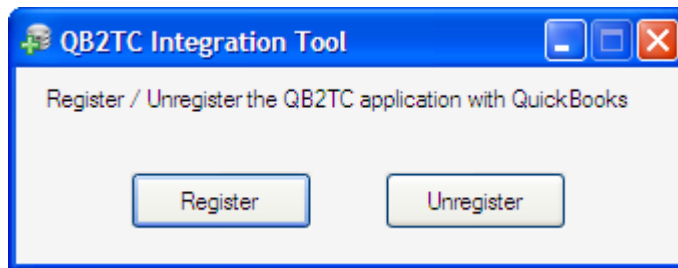 QB2TC Integration Tool
Register / Unregister the QB2TC application with QuickBooks
Register
Unregister